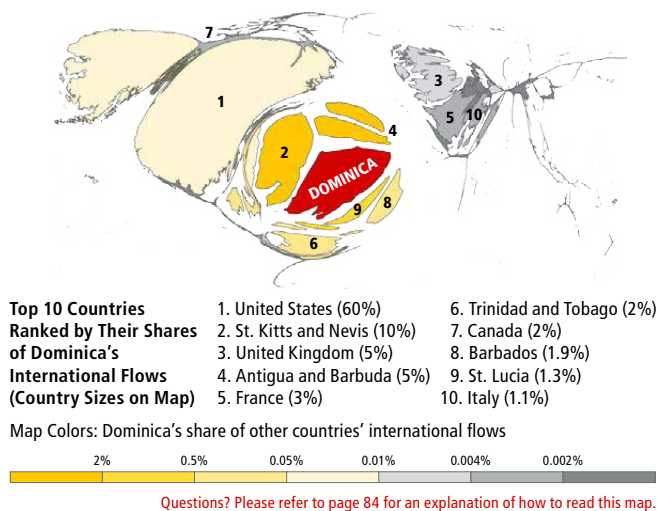 7
3
1
5
10
4
2
DOMINICA
9
8
6
Top 10 Countries
Ranked by Their Shares
of Dominica's
International Flows
(Country Sizes on Map)
1. United States (60%)
2. St. Kitts and Nevis (10%)
3. United Kingdom (5%)
4. Antigua and Barbuda (5%)
5. France (3%)
6. Trinidad and Tobago (2%)
7. Canada (2%)
8. Barbados (1.9%)
9. St. Lucia (1.3%)
10. Italy (1.1%)
Map Colors: Dominica's share of other countries' international flows
2% 0.5% 0.05% 0.01% 0.004% 0.002%
Questions? Please refer to page 84 for an explanation of how to read this map.